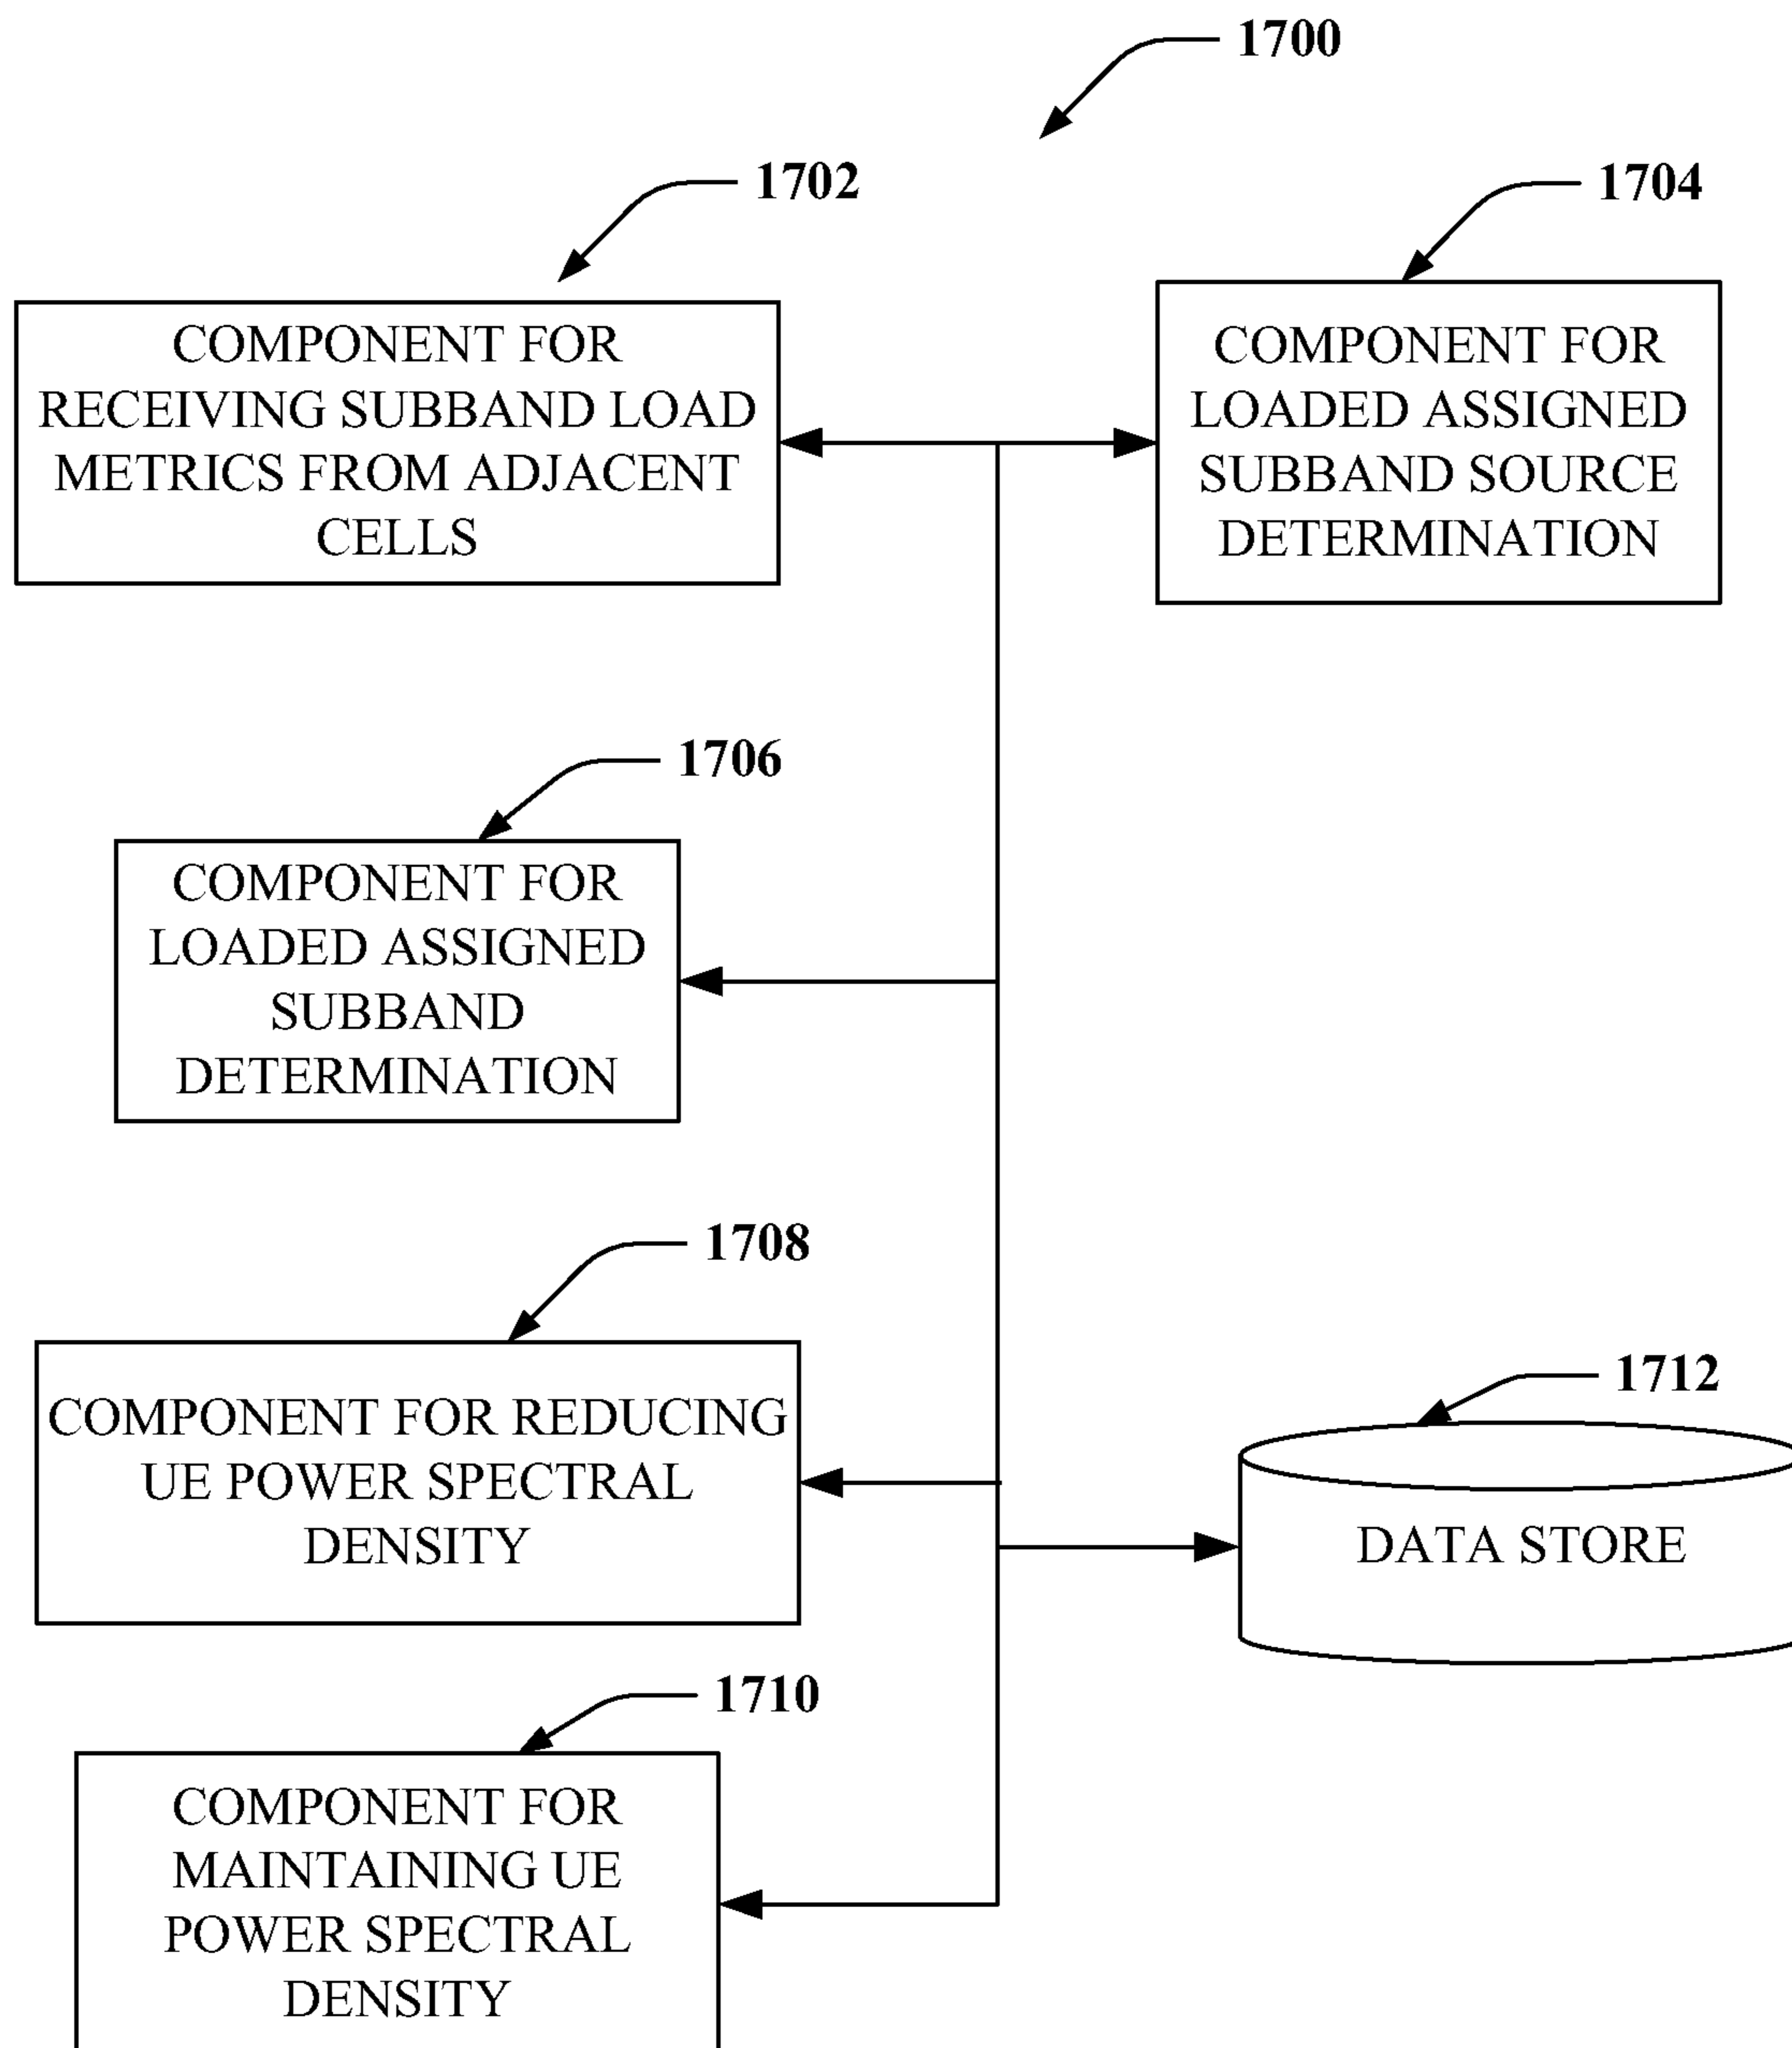 1700
1702
1704
COMPONENT FOR
RECEIVING SUBBAND LOAD
METRICS FROM ADJACENT
CELLS
COMPONENT FOR
LOADED ASSIGNED
SUBBAND SOURCE
DETERMINATION
1706
COMPONENT FOR
LOADED ASSIGNED
SUBBAND
DETERMINATION
1708
COMPONENT FOR REDUCING
UE POWER SPECTRAL
DENSITY
1712
DATA STORE
1710
COMPONENT FOR
MAINTAINING UE
POWER SPECTRAL
DENSITY